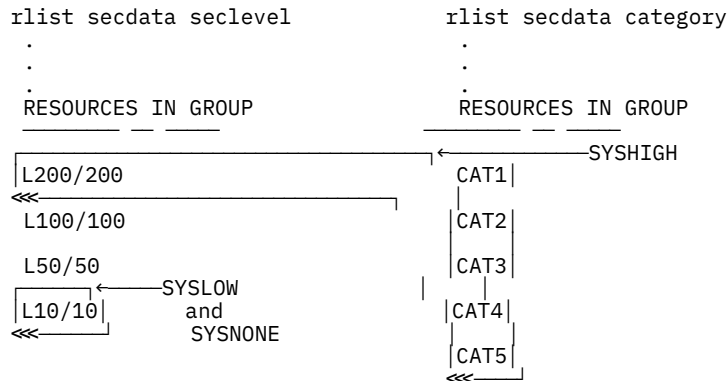 rlist secdata seclevel rlist secdata category
. .
. .
. .
RESOURCES IN GROUP RESOURCES IN GROUP
SYSHIGH
L200/200 CAT1
L100/100 CAT2
L50/50 CAT3
SYSLOW
L10/10 and CAT4
SYSNONE
CAT5